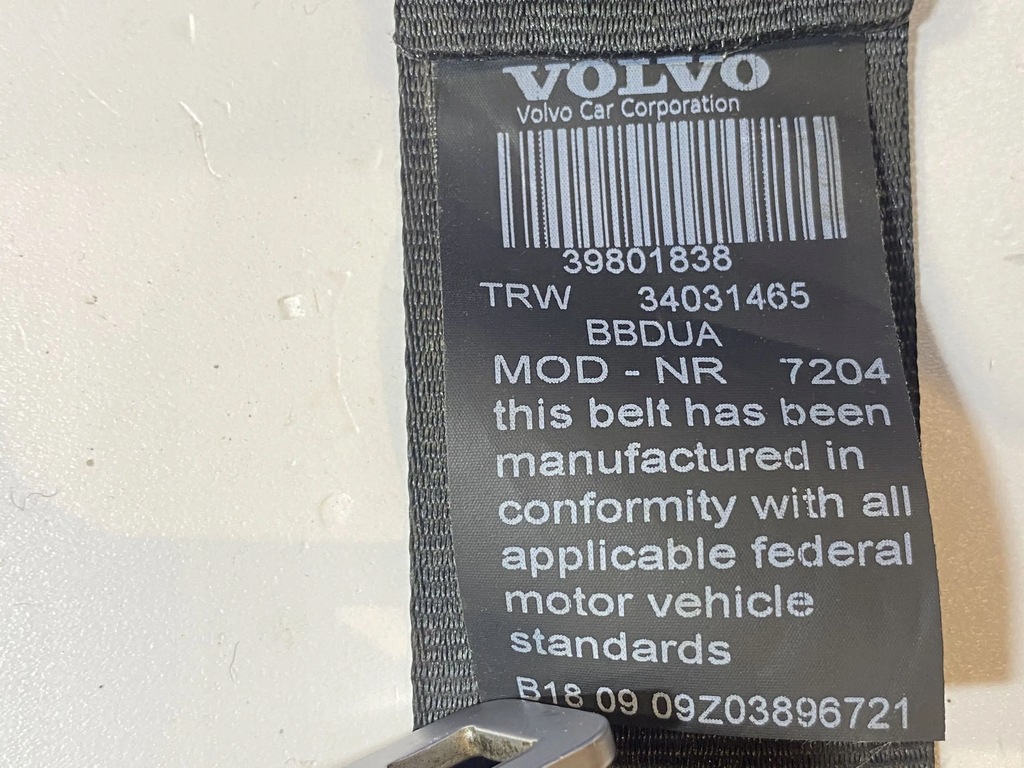 VOLVO
Volvo Car Corporation
39801838
TRW 34031465
BBDUA
MOD - NR 7204
this belt has been
manufactured in
conformity with all
applicable federal
motor vehicle
standards
B18 09 09Z03896721